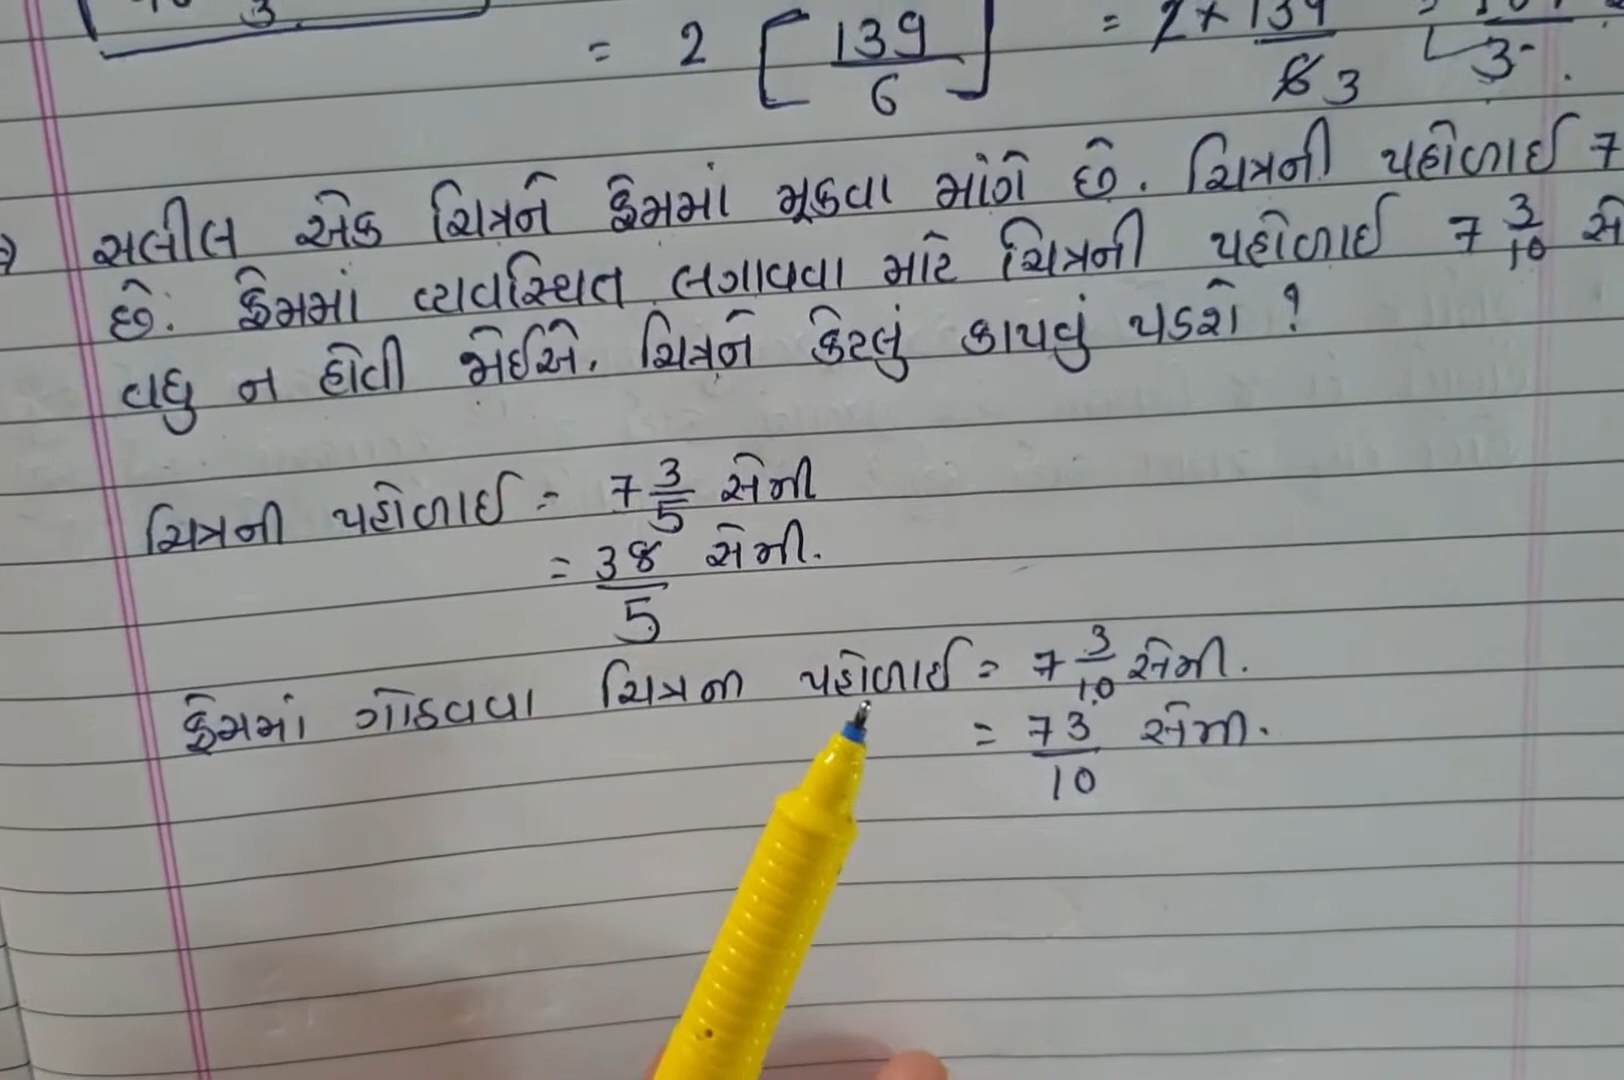 3
= 2 [ 139/6 ] = 2 × 139/6 3
સલીલ એક ચિત્રને ફ્રેમમાં મૂકવા માંગે છે. ચિત્રની પહોળાઈ 7
છે. ફ્રેમમાં વ્યવસ્થિત લગાવવા માટે ચિત્રની પહોળાઈ 7 3/10 સે
વધુ ન હોવી જોઈએ. ચિત્રને કેટલું કાપવું પડશે ?
ચિત્રની પહોળાઈ = 7 3/5 સેમી
= 38/5 સેમી.
ફ્રેમમાં ગોઠવવા ચિત્રની પહોળાઈ = 7 3/10 સેમી.
= 73/10 સેમી.